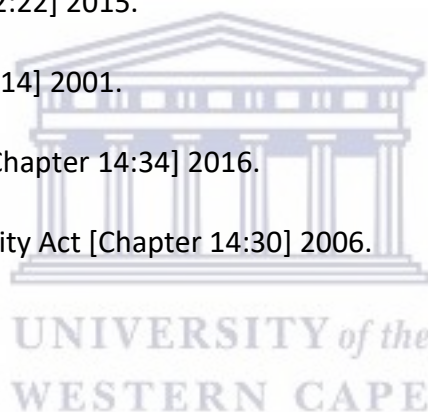 2:22] 2015.
14] 2001.
Chapter 14:34] 2016.
ity Act [Chapter 14:30] 2006.
UNIVERSITY of the
WESTERN CAPE